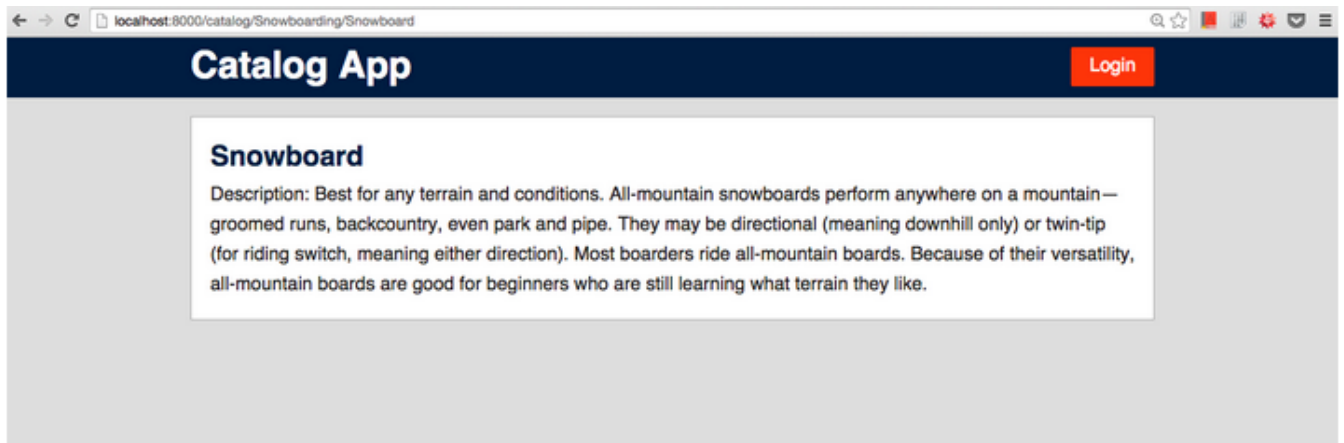 localhost:8000/catalog/Snowboarding/Snowboard
Catalog App
Login
Snowboard
Description: Best for any terrain and conditions. All-mountain snowboards perform anywhere on a mountain—
groomed runs, backcountry, even park and pipe. They may be directional (meaning downhill only) or twin-tip
(for riding switch, meaning either direction). Most boarders ride all-mountain boards. Because of their versatility,
all-mountain boards are good for beginners who are still learning what terrain they like.